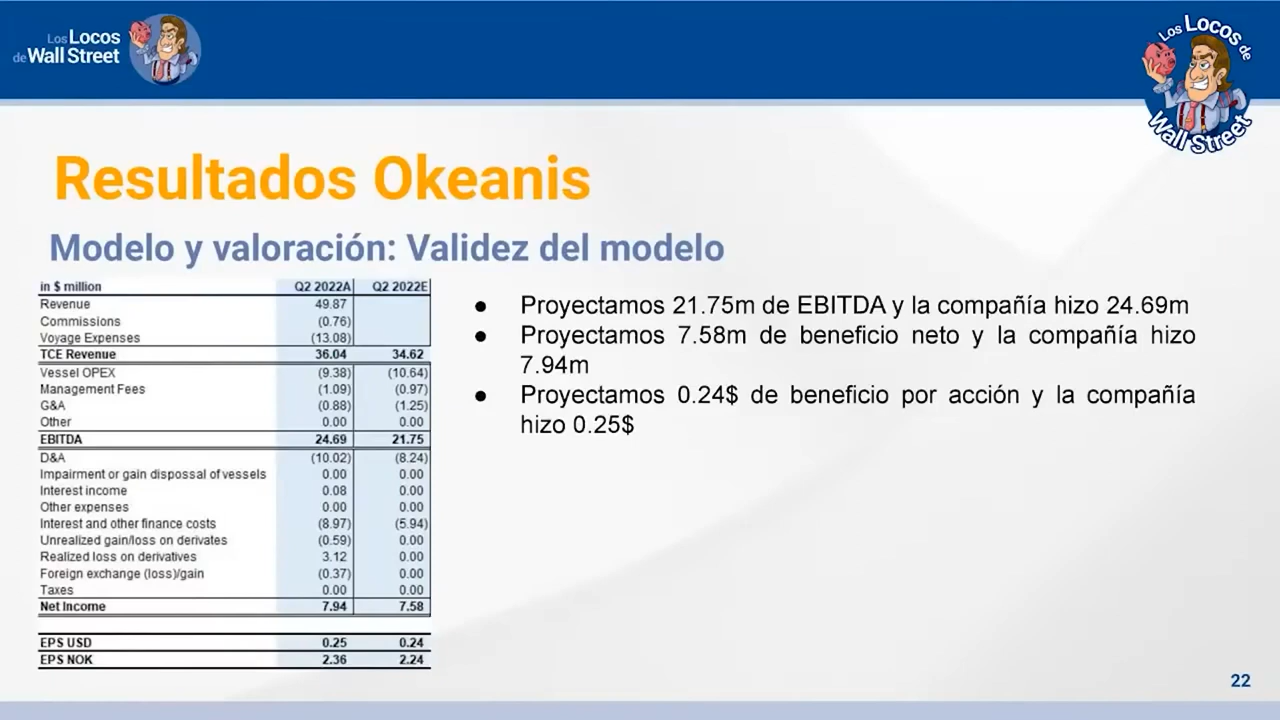 Los Locos
de Wall Street
Los Locos de
Wall Street
Resultados Okeanis
Modelo y valoración: Validez del modelo
in $ million Q2 2022A Q2 2022E
Revenue 49.87
Commissions (0.76)
Voyage Expenses (13.08)
TCE Revenue 36.04 34.62
Vessel OPEX (9.38) (10.64)
Management Fees (1.09) (0.97)
G&A (0.88) (1.25)
Other 0.00 0.00
EBITDA 24.69 21.75
D&A (10.02) (8.24)
Impairment or gain dispossal of vessels 0.00 0.00
Interest income 0.08 0.00
Other expenses 0.00 0.00
Interest and other finance costs (8.97) (5.94)
Unrealized gain/loss on derivates (0.59) 0.00
Realized loss on derivatives 3.12 0.00
Foreign exchange (loss)/gain (0.37) 0.00
Taxes 0.00 0.00
Net Income 7.94 7.58
EPS USD 0.25 0.24
EPS NOK 2.36 2.24
● Proyectamos 21.75m de EBITDA y la compañía hizo 24.69m
● Proyectamos 7.58m de beneficio neto y la compañía hizo
7.94m
● Proyectamos 0.24$ de beneficio por acción y la compañía
hizo 0.25$
22